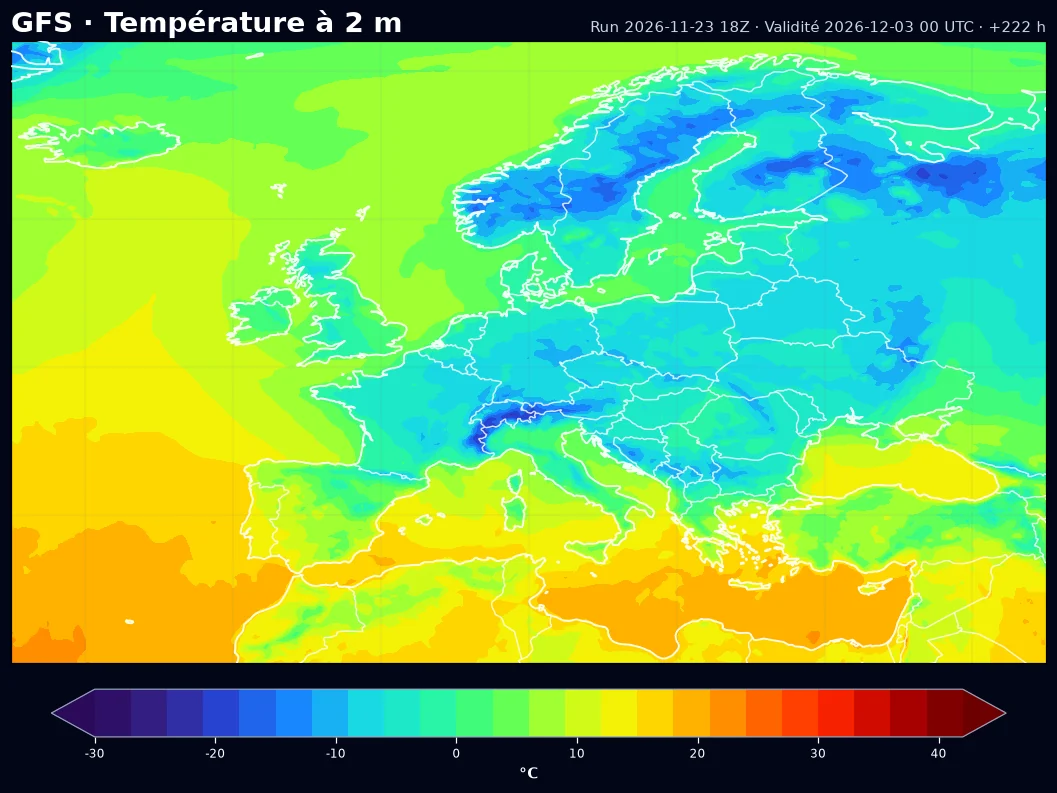 GFS · Température à 2 m
Run 2026-11-23 18Z · Validité 2026-12-03 00 UTC · +222 h
-30 -20 -10 0 10 20 30 40
°C